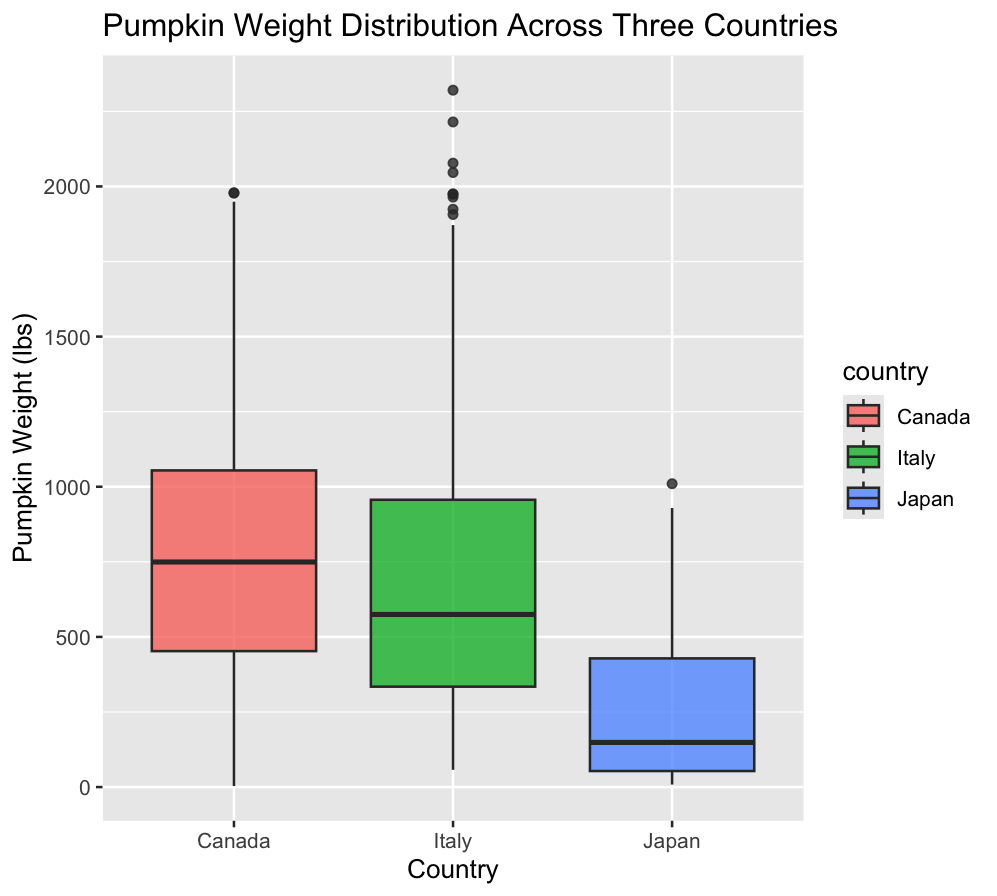 Pumpkin Weight Distribution Across Three Countries
Pumpkin Weight (lbs)
2000
1500
1000
500
0
Canada
Italy
Japan
Country
country
Canada
Italy
Japan